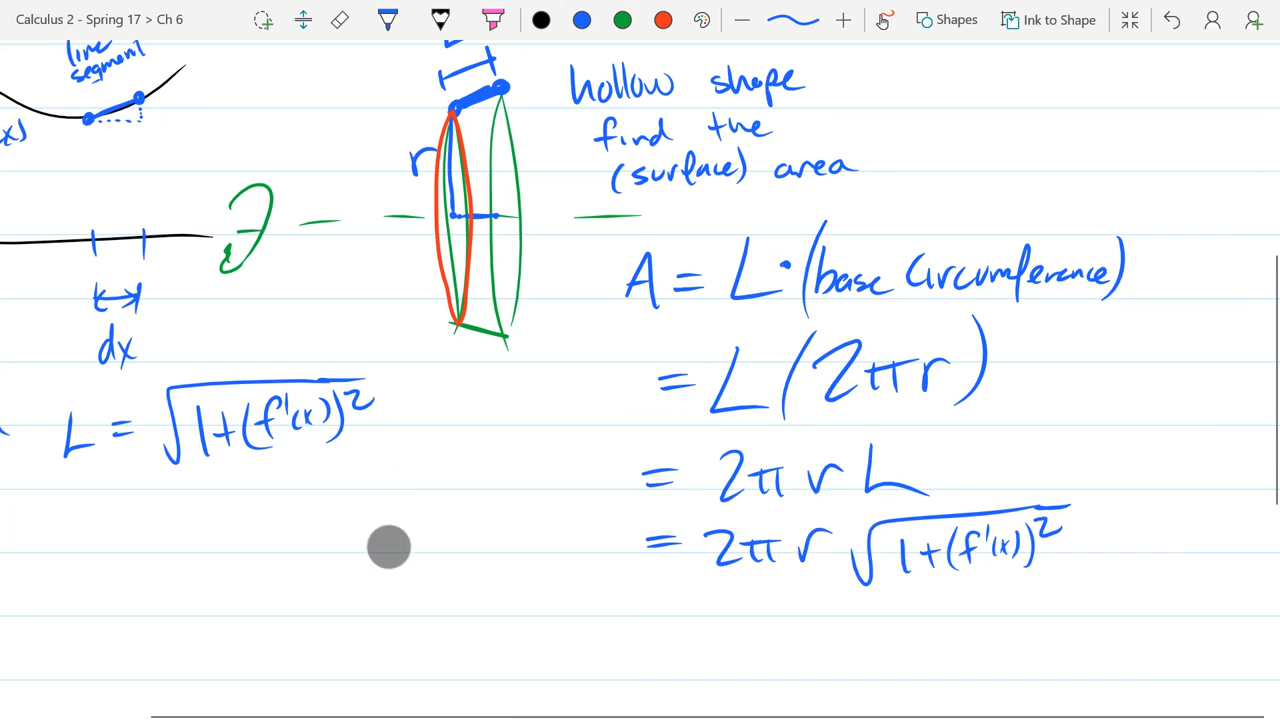 Calculus 2 - Spring 17 > Ch 6
Shapes
Ink to Shape
line
segment
hollow shape
find the
(surface) area
x)
r
dx
A = L·(base circumference)
= L(2πr)
L = √1+(f'(x))²
= 2πr L
= 2πr √1+(f'(x))²